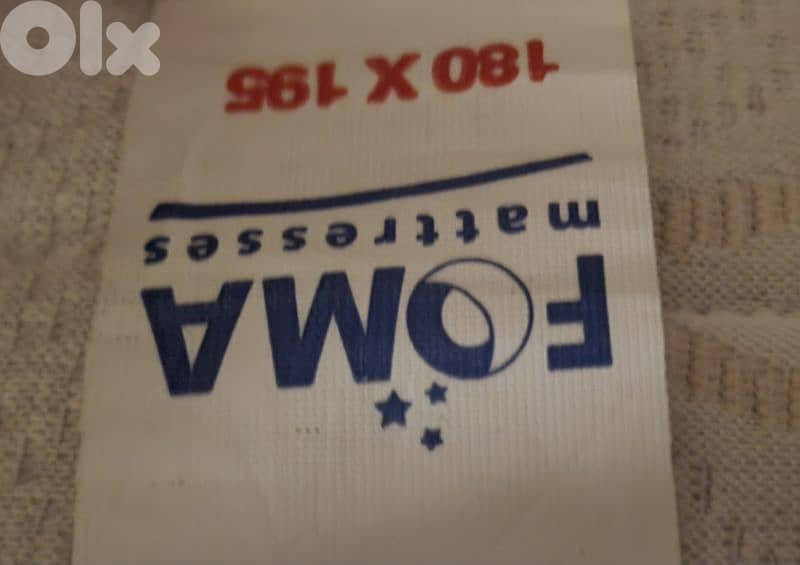 olx
FOMA
mattresses
180 X 195